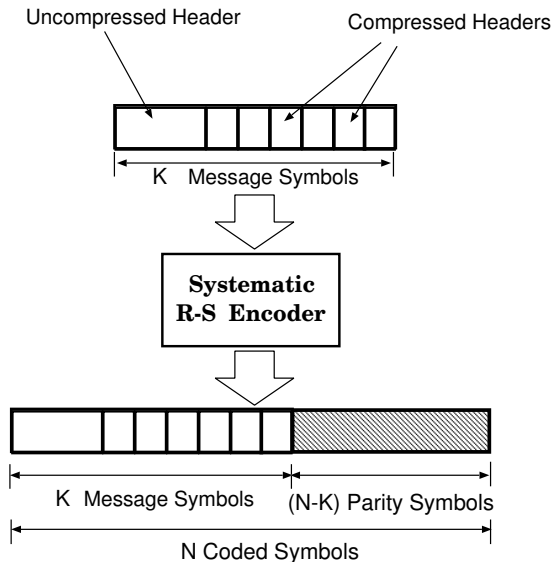 Uncompressed Header
Compressed Headers
K Message Symbols
Systematic
R-S Encoder
K Message Symbols
(N-K) Parity Symbols
N Coded Symbols